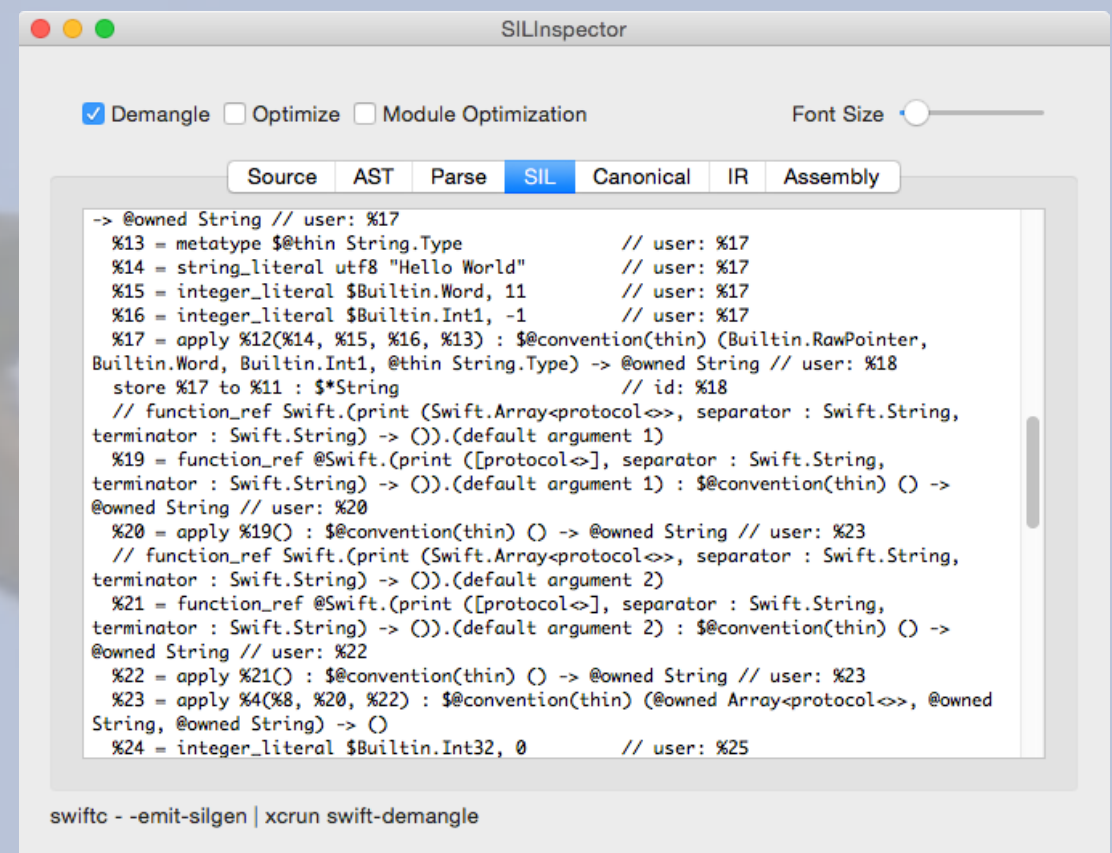 SILInspector
Demangle Optimize Module Optimization Font Size
Source AST Parse SIL Canonical IR Assembly
-> @owned String // user: %17
%13 = metatype $@thin String.Type // user: %17
%14 = string_literal utf8 "Hello World" // user: %17
%15 = integer_literal $Builtin.Word, 11 // user: %17
%16 = integer_literal $Builtin.Int1, -1 // user: %17
%17 = apply %12(%14, %15, %16, %13) : $@convention(thin) (Builtin.RawPointer,
Builtin.Word, Builtin.Int1, @thin String.Type) -> @owned String // user: %18
store %17 to %11 : $*String // id: %18
// function_ref Swift.(print (Swift.Array<protocol<>>, separator : Swift.String,
terminator : Swift.String) -> ()).(default argument 1)
%19 = function_ref @Swift.(print ([protocol<>], separator : Swift.String,
terminator : Swift.String) -> ()).(default argument 1) : $@convention(thin) () ->
@owned String // user: %20
%20 = apply %19() : $@convention(thin) () -> @owned String // user: %23
// function_ref Swift.(print (Swift.Array<protocol<>>, separator : Swift.String,
terminator : Swift.String) -> ()).(default argument 2)
%21 = function_ref @Swift.(print ([protocol<>], separator : Swift.String,
terminator : Swift.String) -> ()).(default argument 2) : $@convention(thin) () ->
@owned String // user: %22
%22 = apply %21() : $@convention(thin) () -> @owned String // user: %23
%23 = apply %4(%8, %20, %22) : $@convention(thin) (@owned Array<protocol<>>, @owned
String, @owned String) -> ()
%24 = integer_literal $Builtin.Int32, 0 // user: %25
swiftc - -emit-silgen | xcrun swift-demangle